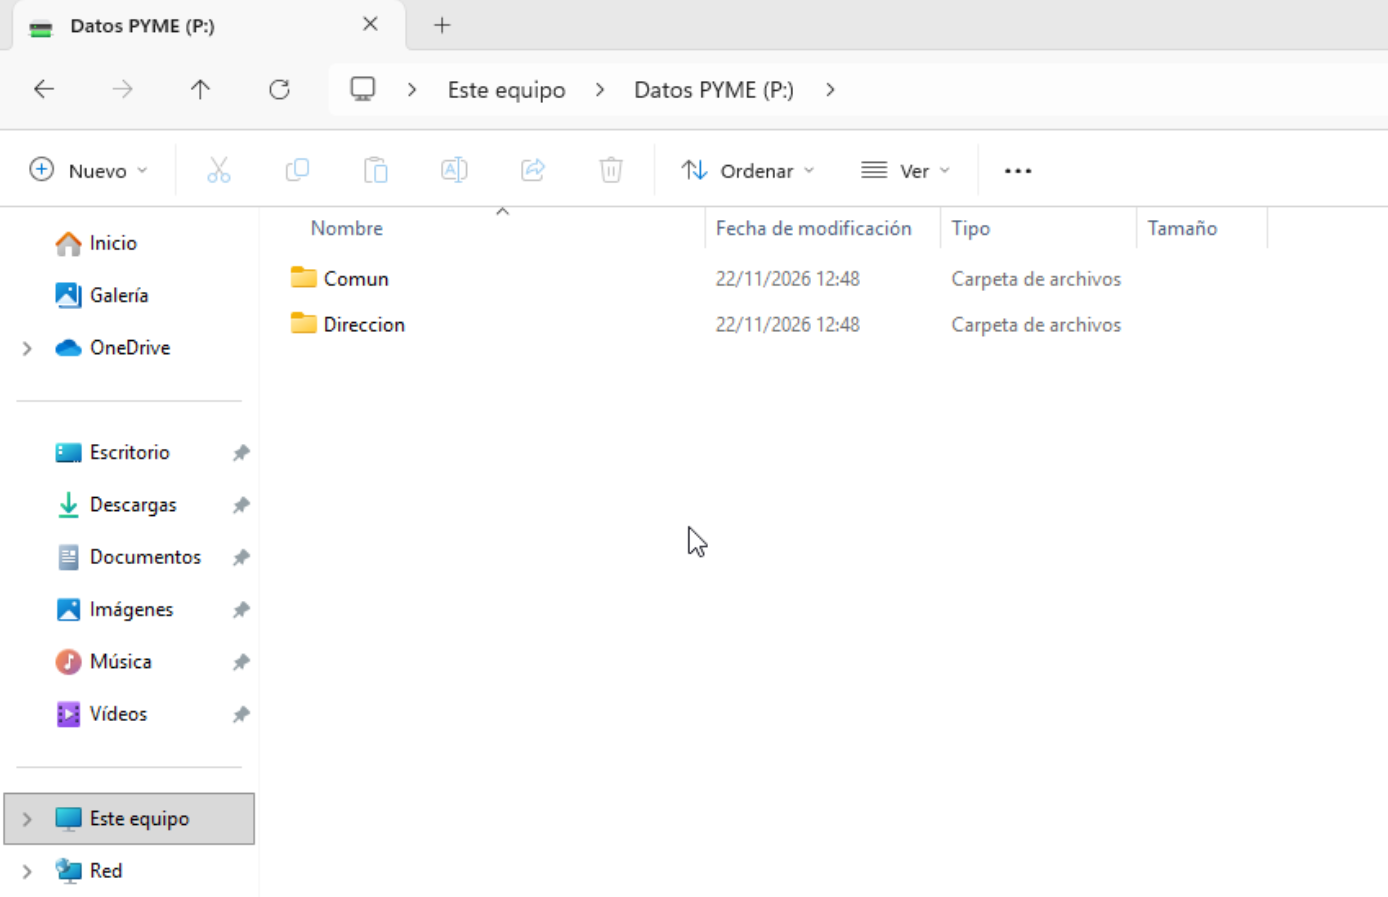 Datos PYME (P:)
Este equipo > Datos PYME (P:) >
Nuevo Ordenar Ver
Nombre Fecha de modificación Tipo Tamaño
Comun 22/11/2026 12:48 Carpeta de archivos
Direccion 22/11/2026 12:48 Carpeta de archivos
Inicio
Galería
OneDrive
Escritorio
Descargas
Documentos
Imágenes
Música
Vídeos
Este equipo
Red